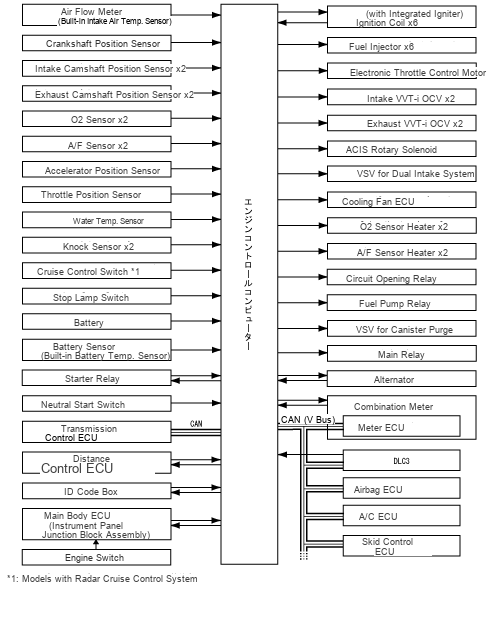 Air Flow Meter
(Built-in Intake Air Temp. Sensor)
Crankshaft Position Sensor
Intake Camshaft Position Sensor x2
Exhaust Camshaft Position Sensor x2
O2 Sensor x2
A/F Sensor x2
Accelerator Position Sensor
Throttle Position Sensor
Water Temp. Sensor
Knock Sensor x2
Cruise Control Switch *1
Stop Lamp Switch
Battery
Battery Sensor
(Built-in Battery Temp. Sensor)
Starter Relay
Neutral Start Switch
Transmission
Control ECU
CAN
Distance
Control ECU
ID Code Box
Main Body ECU
(Instrument Panel
Junction Block Assembly)
Engine Switch
エンジンコントロールコンピューター
(with Integrated Igniter)
Ignition Coil x6
Fuel Injector x6
Electronic Throttle Control Motor
Intake VVT-i OCV x2
Exhaust VVT-i OCV x2
ACIS Rotary Solenoid
VSV for Dual Intake System
Cooling Fan ECU
O2 Sensor Heater x2
A/F Sensor Heater x2
Circuit Opening Relay
Fuel Pump Relay
VSV for Canister Purge
Main Relay
Alternator
Combination Meter
CAN (V Bus)
Meter ECU
DLC3
Airbag ECU
A/C ECU
Skid Control
ECU
*1: Models with Radar Cruise Control System